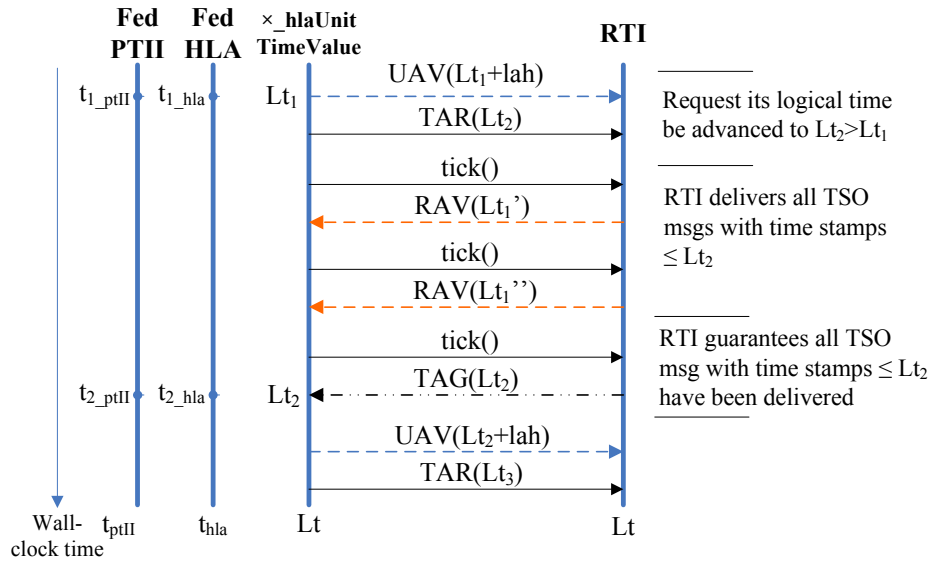 Fed Fed ×_hlaUnit
PTII HLA TimeValue RTI
UAV(Lt1+lah)
t1_ptII t1_hla Lt1
TAR(Lt2)
Request its logical time
be advanced to Lt2>Lt1
tick()
RAV(Lt1’)
RTI delivers all TSO
msgs with time stamps
≤ Lt2
tick()
RAV(Lt1’’)
tick()
RTI guarantees all TSO
msg with time stamps ≤ Lt2
have been delivered
TAG(Lt2)
t2_ptII t2_hla Lt2
UAV(Lt2+lah)
TAR(Lt3)
Wall-
clock time
tptII thla Lt Lt